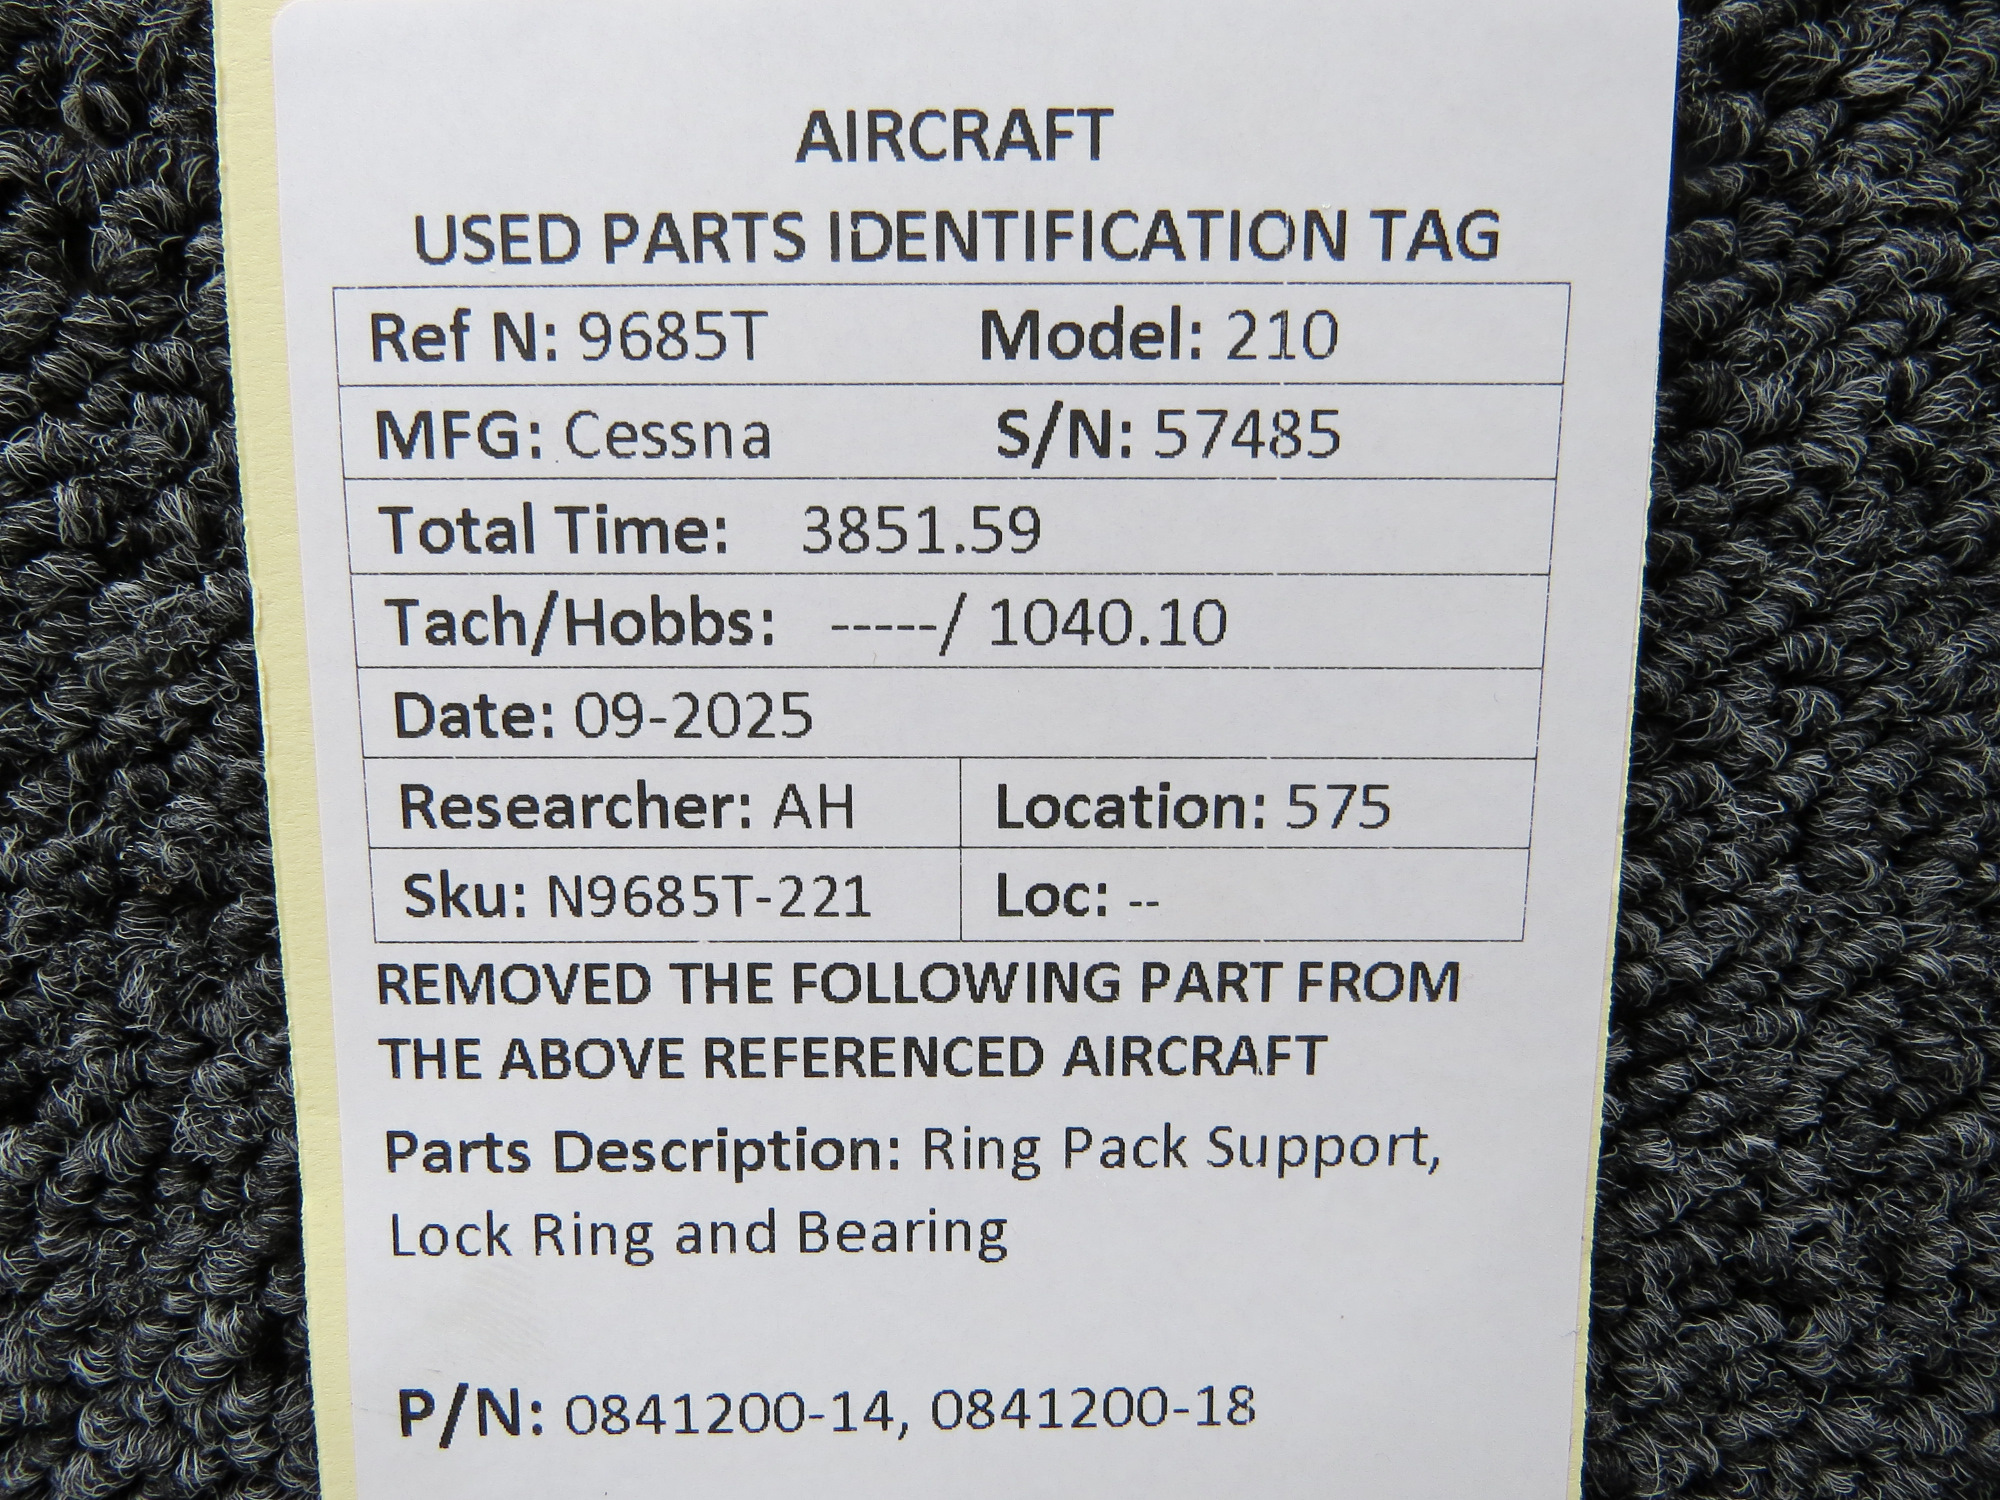 AIRCRAFT
USED PARTS IDENTIFICATION TAG
Ref N: 9685T Model: 210
MFG: Cessna S/N: 57485
Total Time: 3851.59
Tach/Hobbs: -----/ 1040.10
Date: 09-2025
Researcher: AH Location: 575
Sku: N9685T-221 Loc: --
REMOVED THE FOLLOWING PART FROM
THE ABOVE REFERENCED AIRCRAFT
Parts Description: Ring Pack Support,
Lock Ring and Bearing
P/N: 0841200-14, 0841200-18